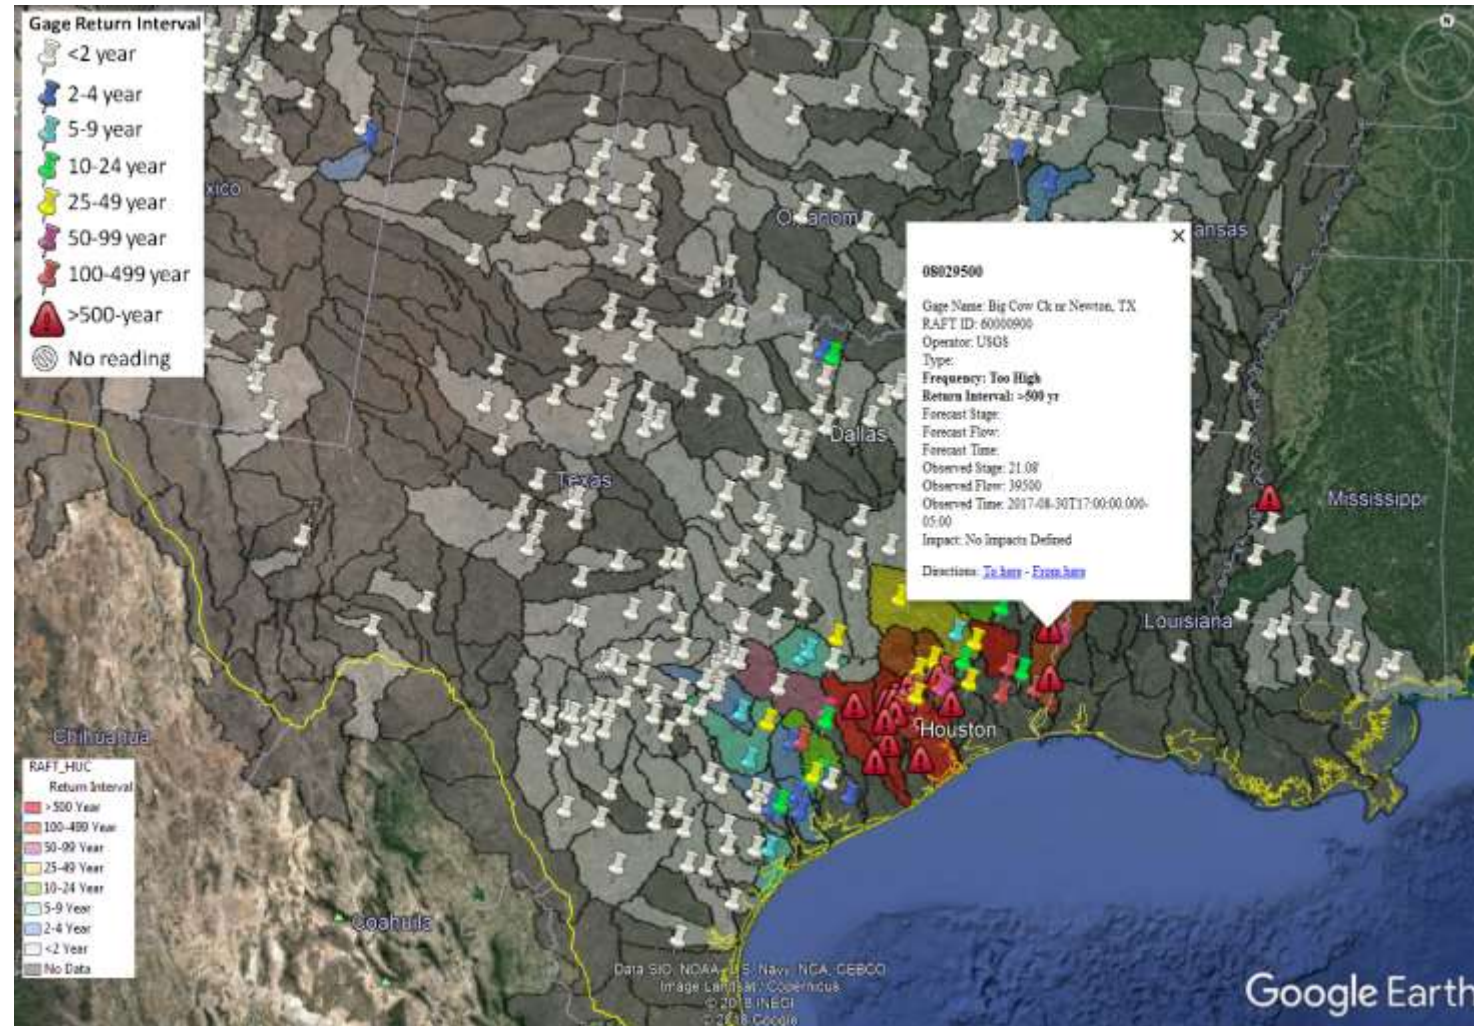 Gage Return Interval
<2 year
2-4 year
5-9 year
10-24 year
25-49 year
50-99 year
100-499 year
>500-year
No reading
xico
ansas
08029500
Gage Name: Big Cow Ck nr Newton, TX
RAFT ID: 60000900
Operator: USGS
Type:
Frequency: Too High
Return Interval: >500 yr
Forecast Stage:
Forecast Flow:
Forecast Time:
Observed Stage: 21.08'
Observed Flow: 39500
Observed Time: 2017-08-30T17:00:00.000-
05:00
Impact: No Impacts Defined
Directions: To here - From here
Dallas
Texas
Mississippi
Louisiana
Houston
Chihuahua
RAFT_HUC
Return Interval
>500 Year
100-499 Year
50-99 Year
25-49 Year
10-24 Year
5-9 Year
2-4 Year
<2 Year
No Data
Coahuila
Data SIO, NOAA, U.S. Navy, NGA, GEBCO
Image Landsat / Copernicus
© 2018 INEGI
© 2018 Google
Google Earth
N